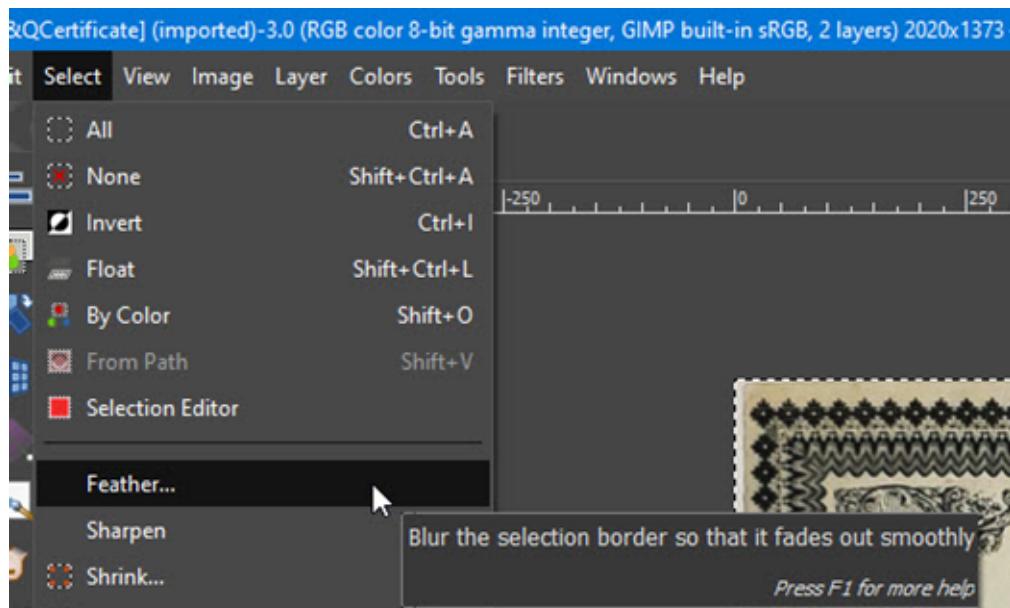 &QCertificate] (imported)-3.0 (RGB color 8-bit gamma integer, GIMP built-in sRGB, 2 layers) 2020x1373
it Select View Image Layer Colors Tools Filters Windows Help
All Ctrl+A
None Shift+Ctrl+A
Invert Ctrl+I
Float Shift+Ctrl+L
By Color Shift+O
From Path Shift+V
Selection Editor
-250 0 250
Feather...
Sharpen
Shrink...
Blur the selection border so that it fades out smoothly
Press F1 for more help